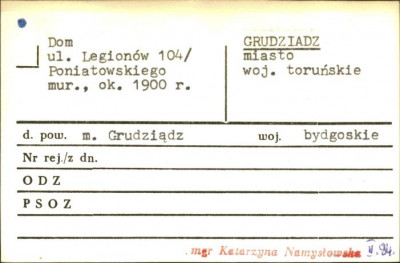 Dom
ul. Legionów 104/
Poniatowskiego
mur., ok. 1900 r.
GRUDZIADZ
miasto
woj. toruńskie
d. pow. m. Grudziądz woj. bydgoskie
Nr rej./z dn.
ODZ
PSOZ
mgr Katarzyna Namysłowska